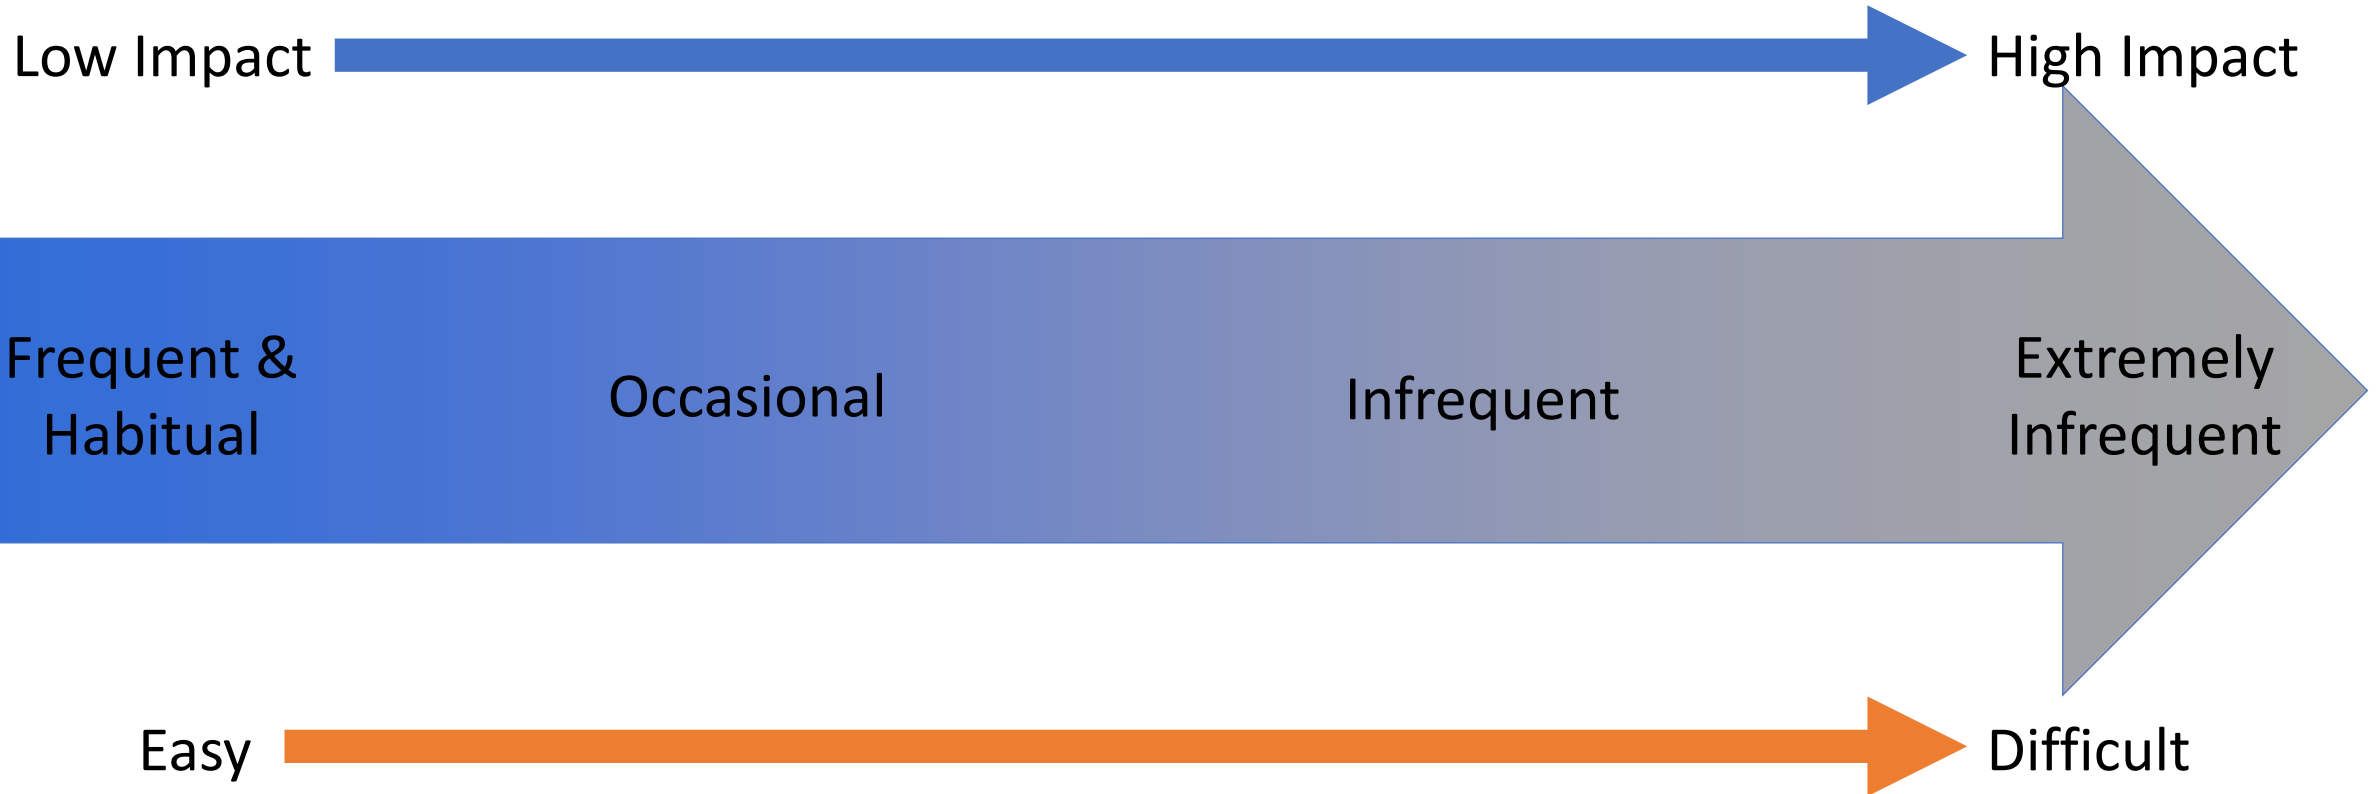 Low Impact
High Impact
Frequent &
Habitual
Occasional
Infrequent
Extremely
Infrequent
Easy
Difficult